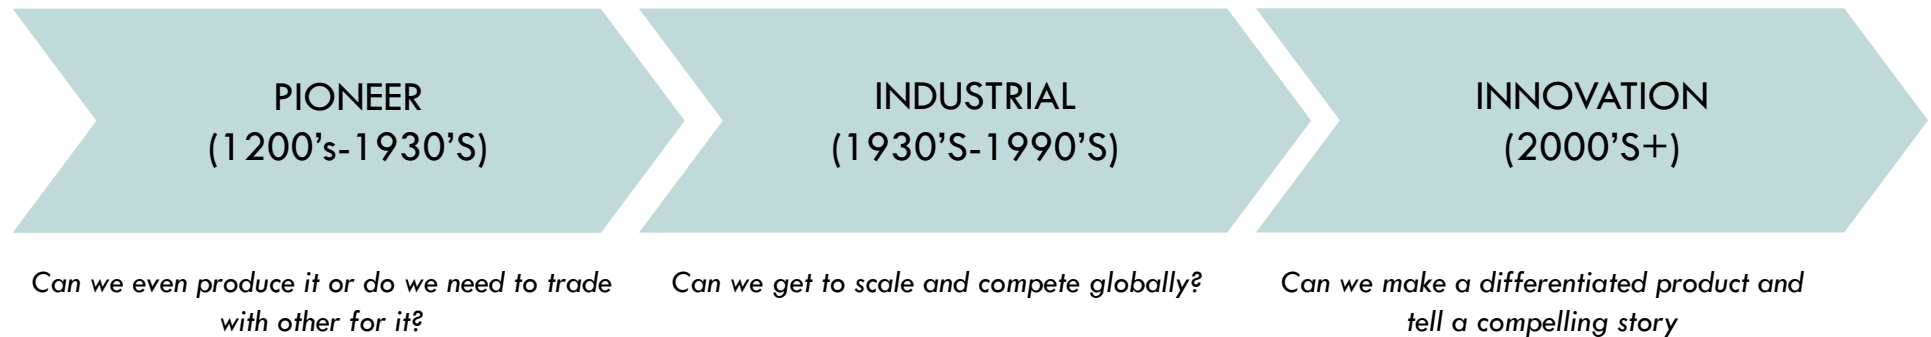 PIONEER
(1200's-1930'S)
Can we even produce it or do we need to trade
with other for it?
INDUSTRIAL
(1930'S-1990'S)
Can we get to scale and compete globally?
INNOVATION
(2000'S+)
Can we make a differentiated product and
tell a compelling story